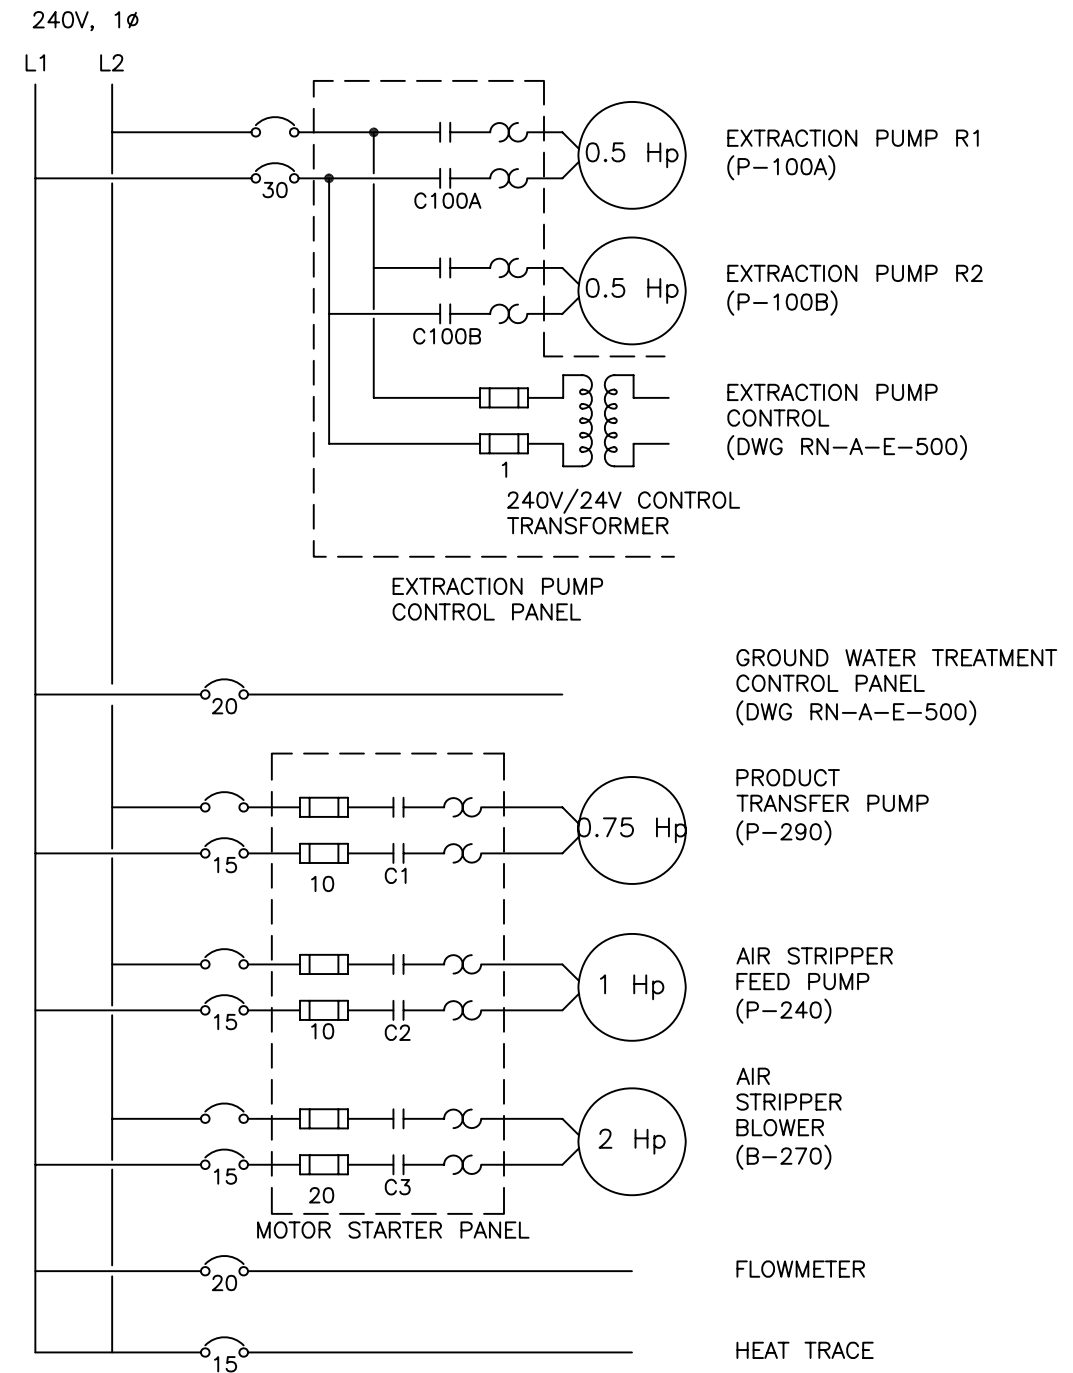 240V, 1ø
L1 L2
0.5 Hp
EXTRACTION PUMP R1
(P-100A)
30
C100A
0.5 Hp
EXTRACTION PUMP R2
(P-100B)
C100B
EXTRACTION PUMP
CONTROL
(DWG RN-A-E-500)
1
240V/24V CONTROL
TRANSFORMER
EXTRACTION PUMP
CONTROL PANEL
GROUND WATER TREATMENT
CONTROL PANEL
(DWG RN-A-E-500)
20
PRODUCT
TRANSFER PUMP
(P-290)
0.75 Hp
15
10
C1
AIR STRIPPER
FEED PUMP
(P-240)
1 Hp
15
10
C2
AIR
STRIPPER
BLOWER
(B-270)
2 Hp
15
20
C3
MOTOR STARTER PANEL
20
FLOWMETER
15
HEAT TRACE